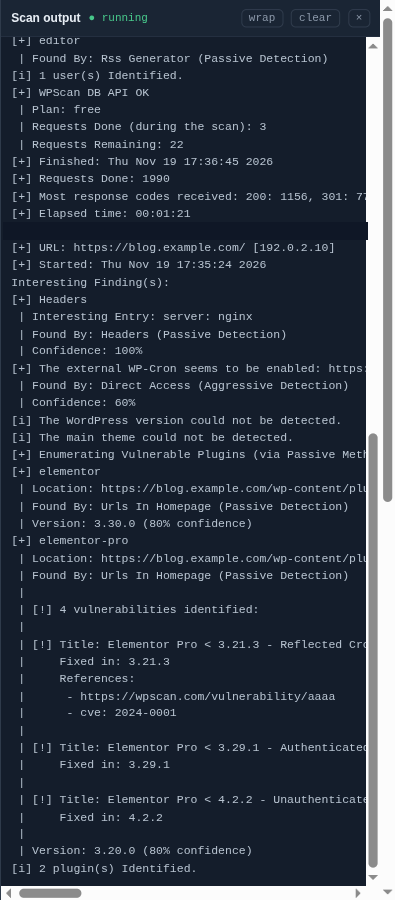 Scan output ● running wrap clear ×
[+] editor
| Found By: Rss Generator (Passive Detection)
[i] 1 user(s) Identified.
[+] WPScan DB API OK
| Plan: free
| Requests Done (during the scan): 3
| Requests Remaining: 22
[+] Finished: Thu Nov 19 17:36:45 2026
[+] Requests Done: 1990
[+] Most response codes received: 200: 1156, 301: 77
[+] Elapsed time: 00:01:21
[+] URL: https://blog.example.com/ [192.0.2.10]
[+] Started: Thu Nov 19 17:35:24 2026
Interesting Finding(s):
[+] Headers
| Interesting Entry: server: nginx
| Found By: Headers (Passive Detection)
| Confidence: 100%
[+] The external WP-Cron seems to be enabled: https:
| Found By: Direct Access (Aggressive Detection)
| Confidence: 60%
[i] The WordPress version could not be detected.
[i] The main theme could not be detected.
[+] Enumerating Vulnerable Plugins (via Passive Meth
[+] elementor
| Location: https://blog.example.com/wp-content/plu
| Found By: Urls In Homepage (Passive Detection)
| Version: 3.30.0 (80% confidence)
[+] elementor-pro
| Location: https://blog.example.com/wp-content/plu
| Found By: Urls In Homepage (Passive Detection)
|
| [!] 4 vulnerabilities identified:
|
| [!] Title: Elementor Pro < 3.21.3 - Reflected Cro
|     Fixed in: 3.21.3
|     References:
|      - https://wpscan.com/vulnerability/aaaa
|      - cve: 2024-0001
|
| [!] Title: Elementor Pro < 3.29.1 - Authenticated
|     Fixed in: 3.29.1
|
| [!] Title: Elementor Pro < 4.2.2 - Unauthenticate
|     Fixed in: 4.2.2
|
| Version: 3.20.0 (80% confidence)
[i] 2 plugin(s) Identified.